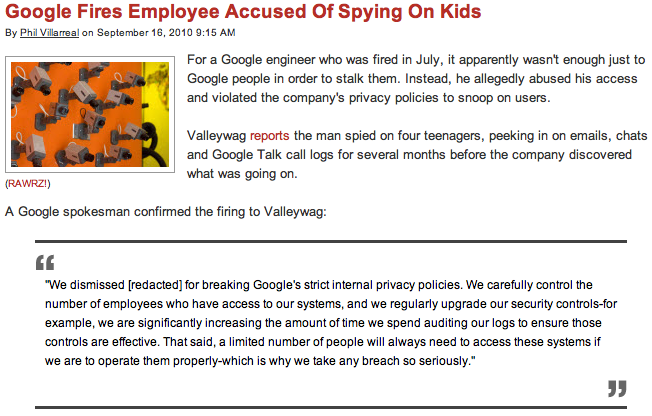 Google Fires Employee Accused Of Spying On Kids
By Phil Villarreal on September 16, 2010 9:15 AM
For a Google engineer who was fired in July, it apparently wasn't enough just to
Google people in order to stalk them. Instead, he allegedly abused his access
and violated the company's privacy policies to snoop on users.
Valleywag reports the man spied on four teenagers, peeking in on emails, chats
and Google Talk call logs for several months before the company discovered
what was going on.
(RAWRZ!)
A Google spokesman confirmed the firing to Valleywag:
“
"We dismissed [redacted] for breaking Google's strict internal privacy policies. We carefully control the
number of employees who have access to our systems, and we regularly upgrade our security controls-for
example, we are significantly increasing the amount of time we spend auditing our logs to ensure those
controls are effective. That said, a limited number of people will always need to access these systems if
we are to operate them properly-which is why we take any breach so seriously."
”